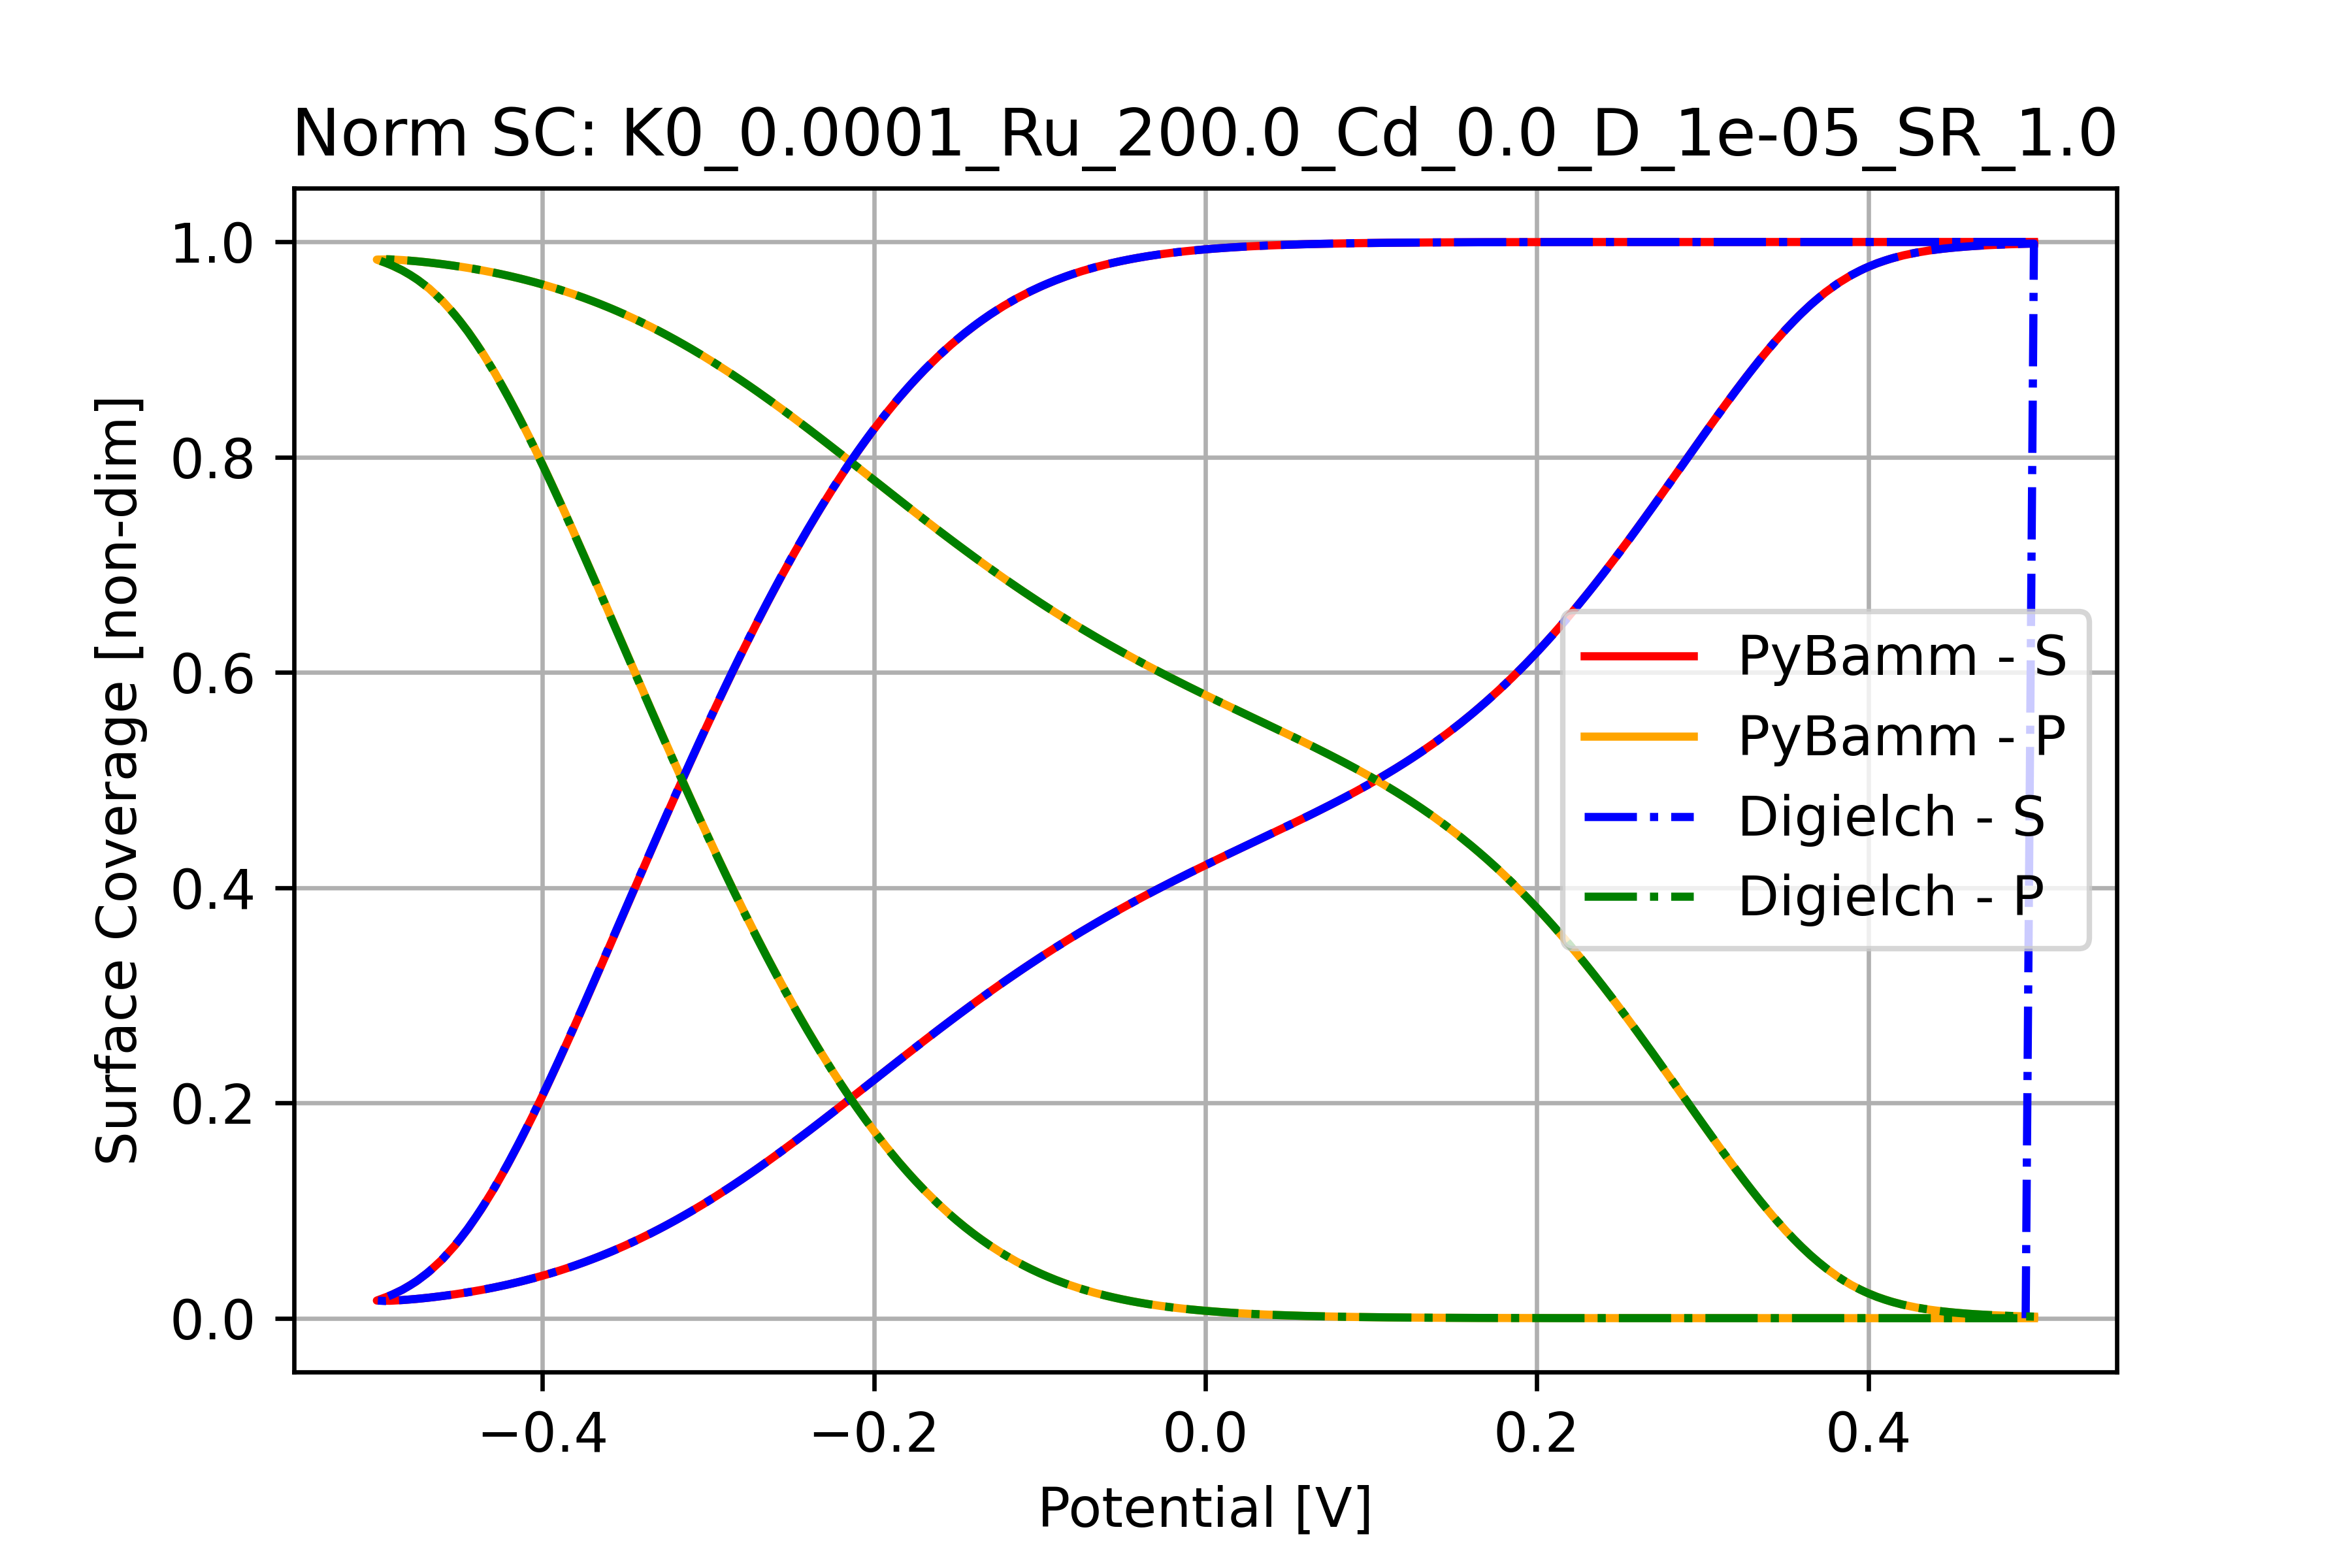 Norm SC: K0_0.0001_Ru_200.0_Cd_0.0_D_1e-05_SR_1.0
Surface Coverage [non-dim]
1.0
0.8
0.6
0.4
0.2
0.0
PyBamm - S
PyBamm - P
Digielch - S
Digielch - P
−0.4 −0.2 0.0 0.2 0.4
Potential [V]